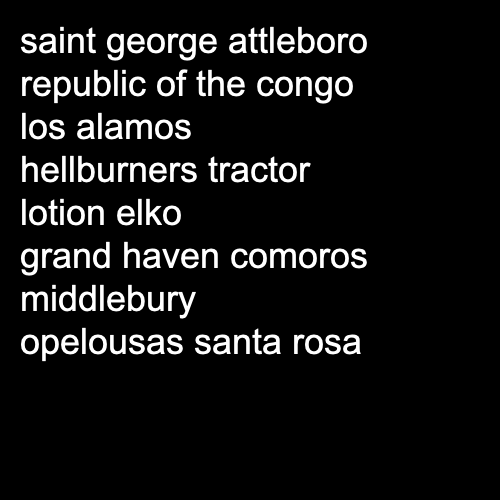 saint george attleboro
republic of the congo
los alamos
hellburners tractor
lotion elko
grand haven comoros
middlebury
opelousas santa rosa